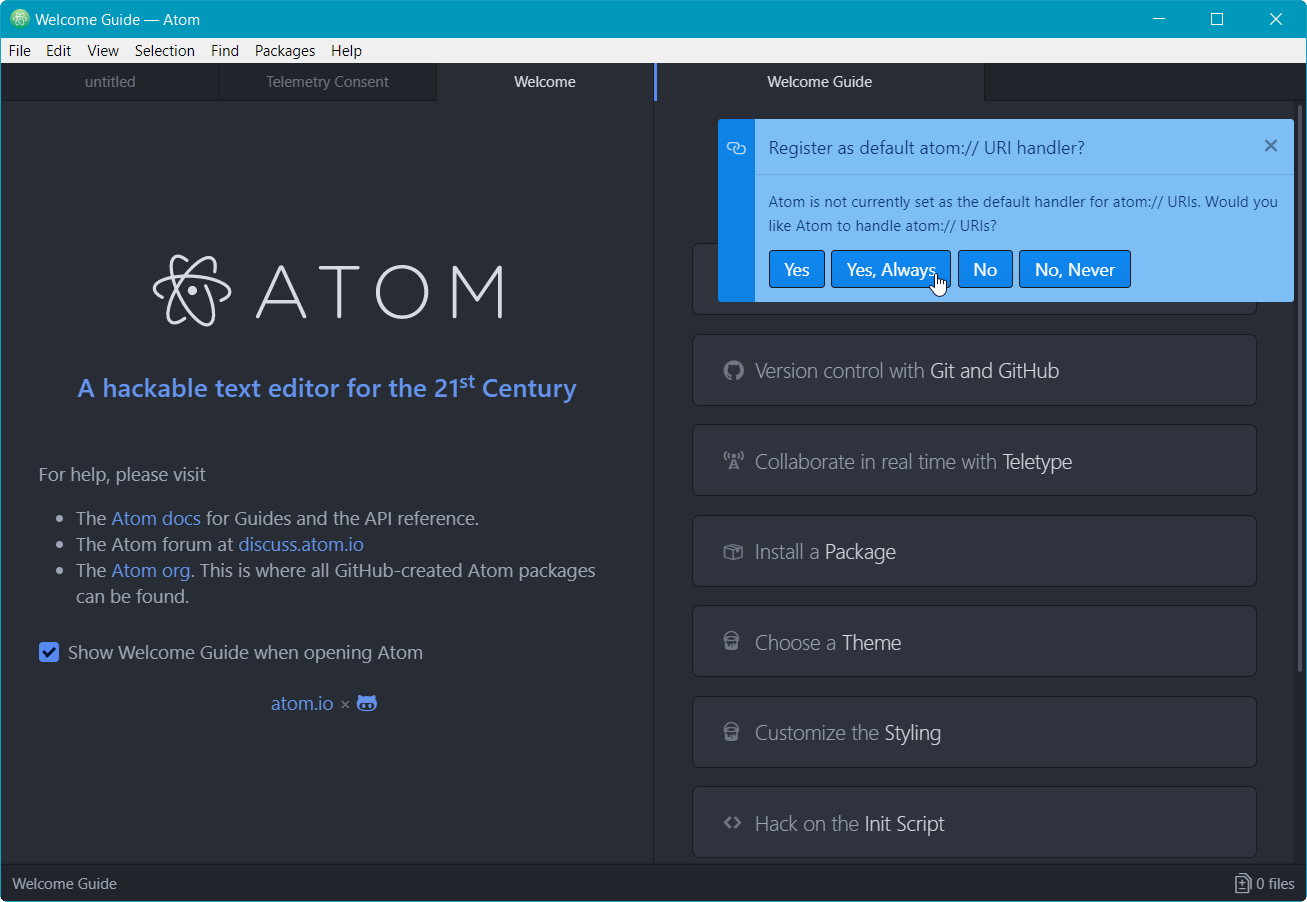 Welcome Guide — Atom
File Edit View Selection Find Packages Help
untitled
Telemetry Consent
Welcome
Welcome Guide
Register as default atom:// URI handler?
Atom is not currently set as the default handler for atom:// URIs. Would you
like Atom to handle atom:// URIs?
Yes
Yes, Always
No
No, Never
ATOM
A hackable text editor for the 21st Century
For help, please visit
The Atom docs for Guides and the API reference.
The Atom forum at discuss.atom.io
The Atom org. This is where all GitHub-created Atom packages
can be found.
Show Welcome Guide when opening Atom
atom.io ×
Version control with Git and GitHub
Collaborate in real time with Teletype
Install a Package
Choose a Theme
Customize the Styling
Hack on the Init Script
Welcome Guide
0 files